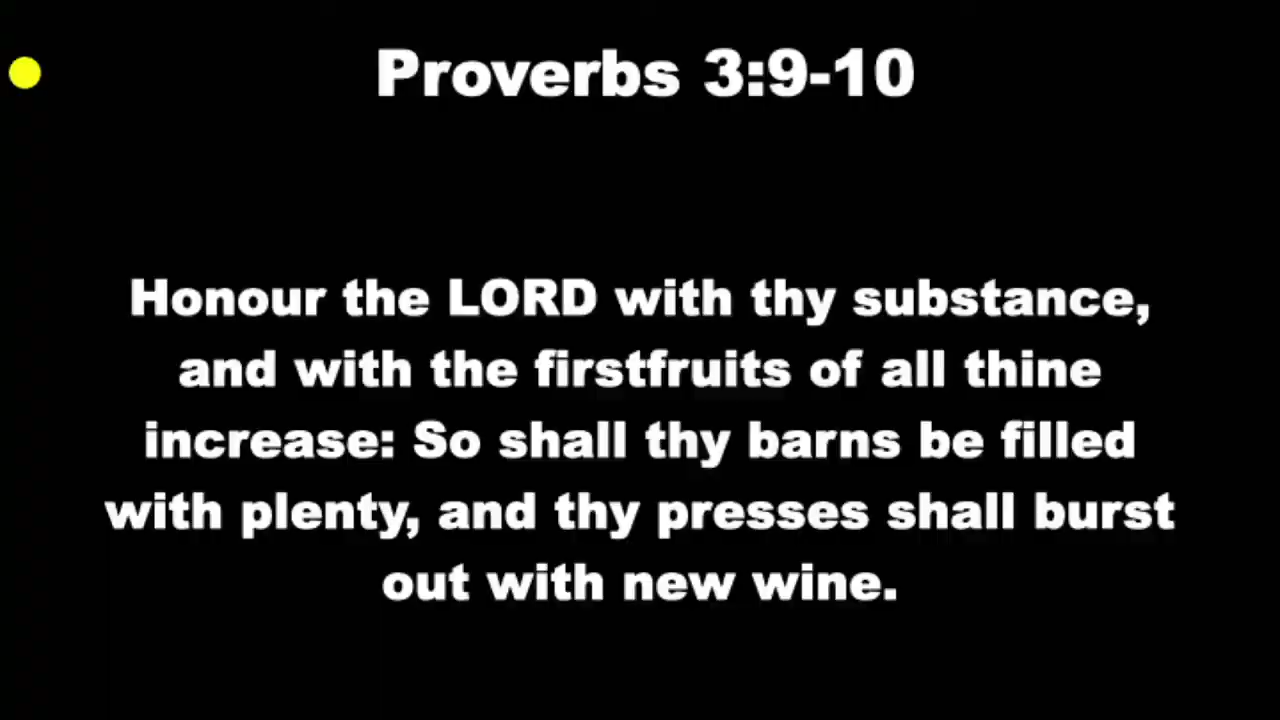 Proverbs 3:9-10
Honour the LORD with thy substance,
and with the firstfruits of all thine
increase: So shall thy barns be filled
with plenty, and thy presses shall burst
out with new wine.